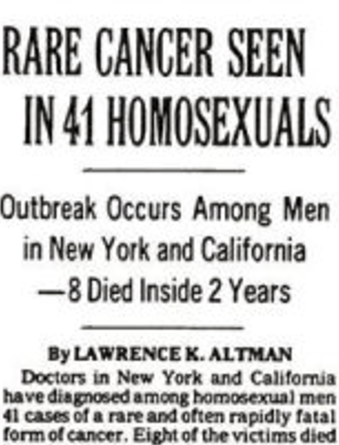 RARE CANCER SEEN
IN 41 HOMOSEXUALS
Outbreak Occurs Among Men
in New York and California
—8 Died Inside 2 Years
By LAWRENCE K. ALTMAN
Doctors in New York and California
have diagnosed among homosexual men
41 cases of a rare and often rapidly fatal
form of cancer. Eight of the victims died